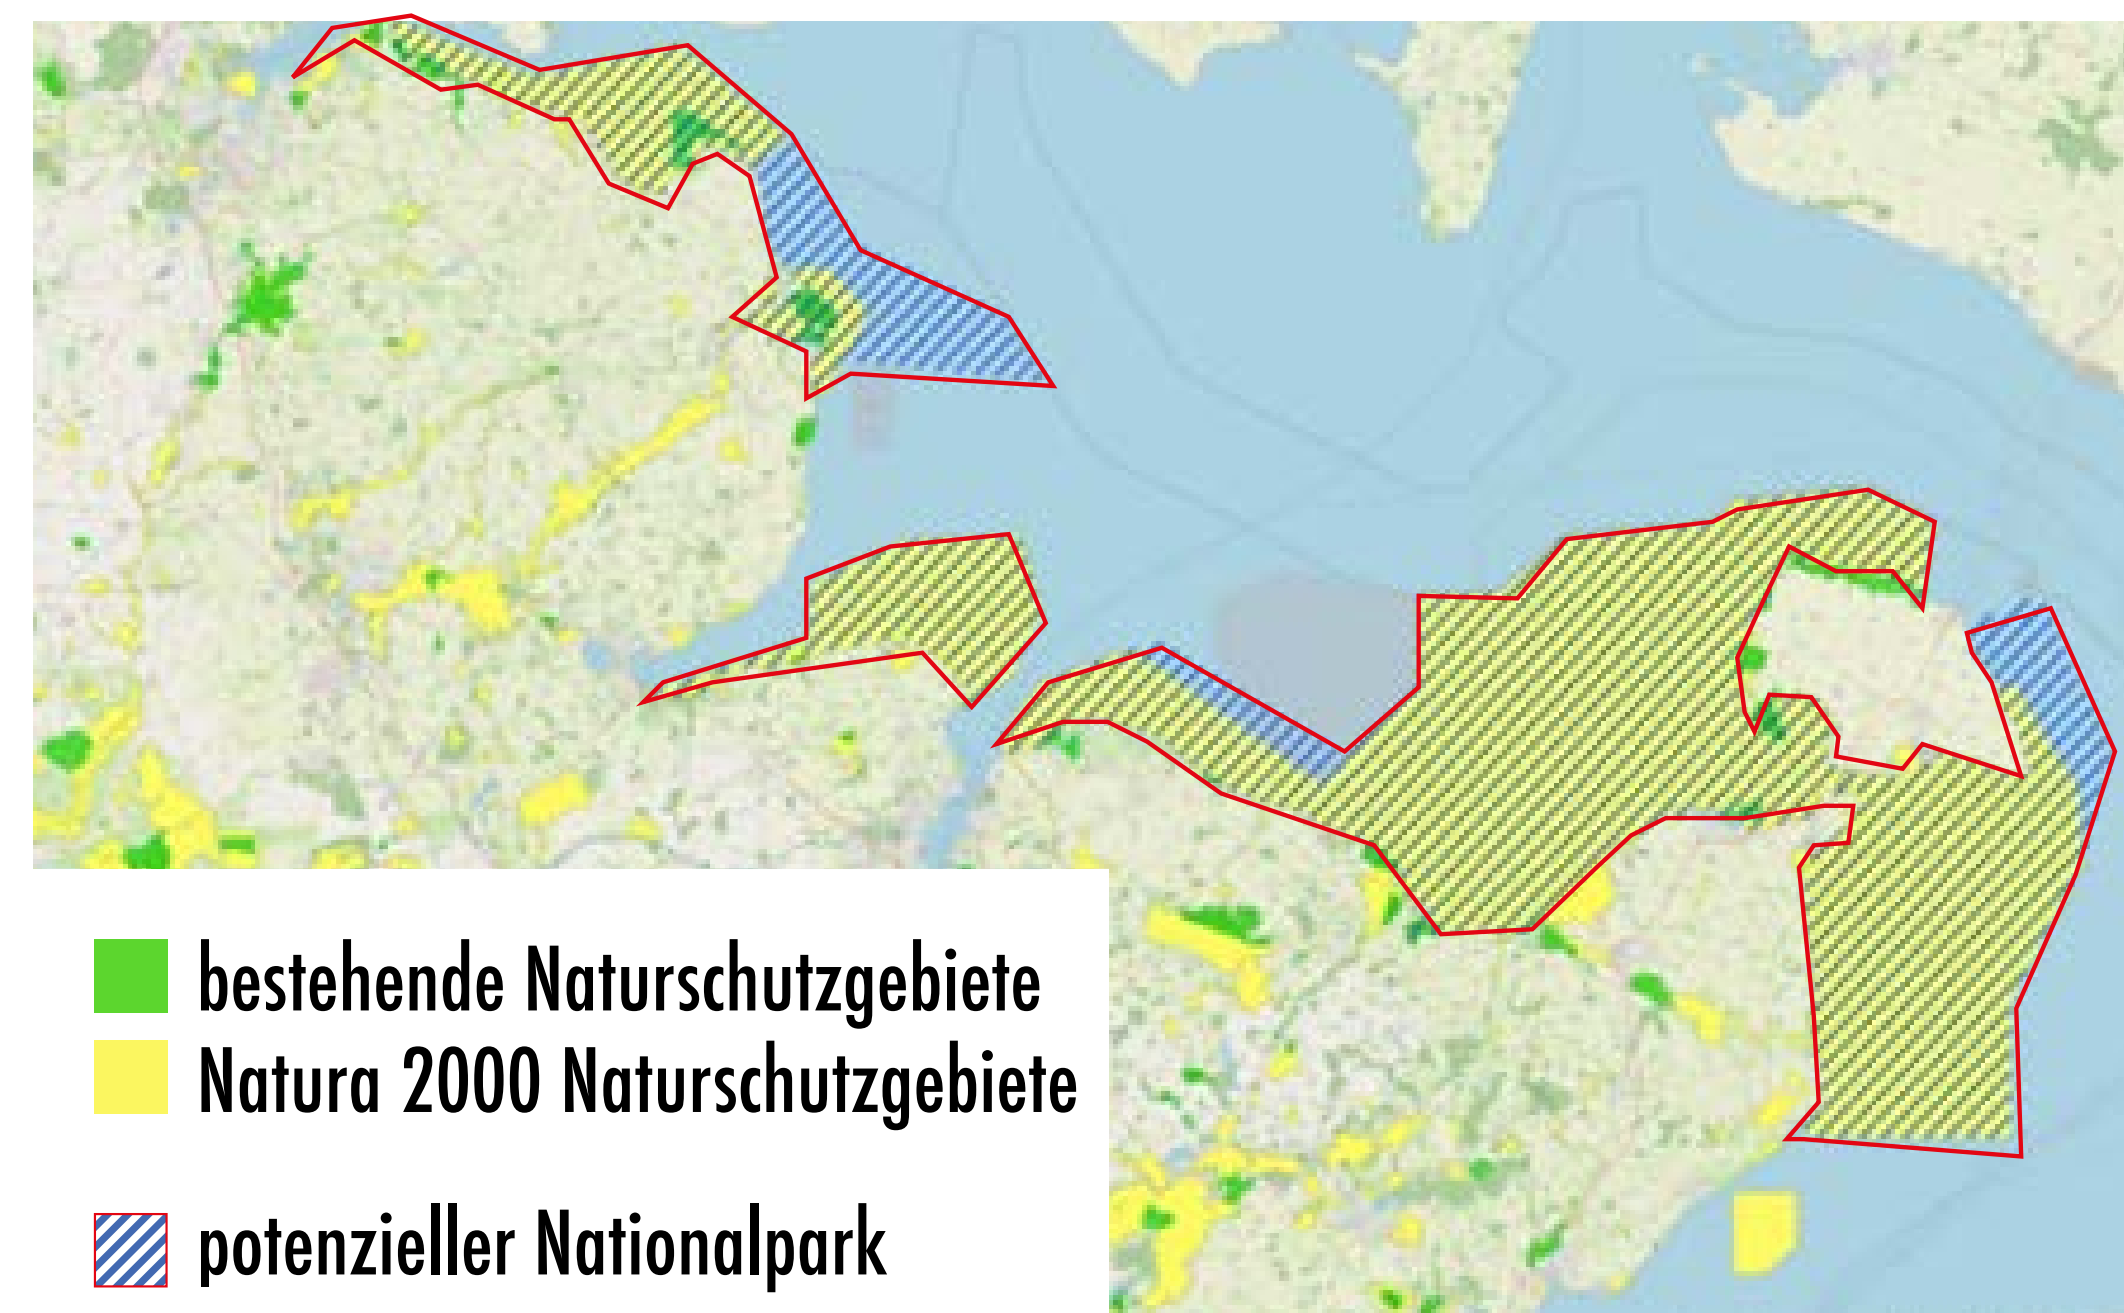 bestehende Naturschutzgebiete
Natura 2000 Naturschutzgebiete
potenzieller Nationalpark